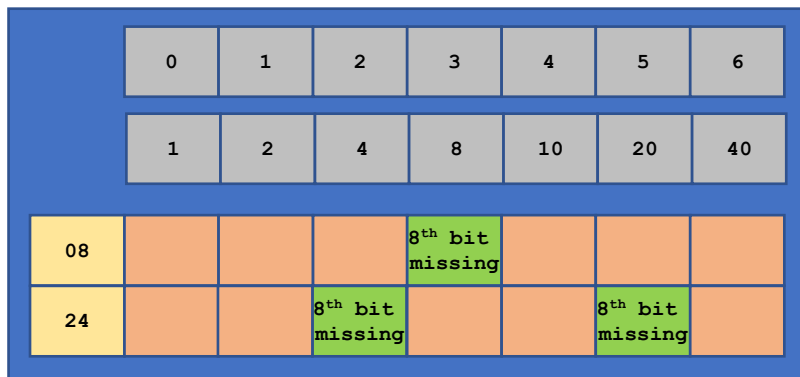 0 1 2 3 4 5 6
1 2 4 8 10 20 40
08 8th bit missing
24 8th bit missing 8th bit missing